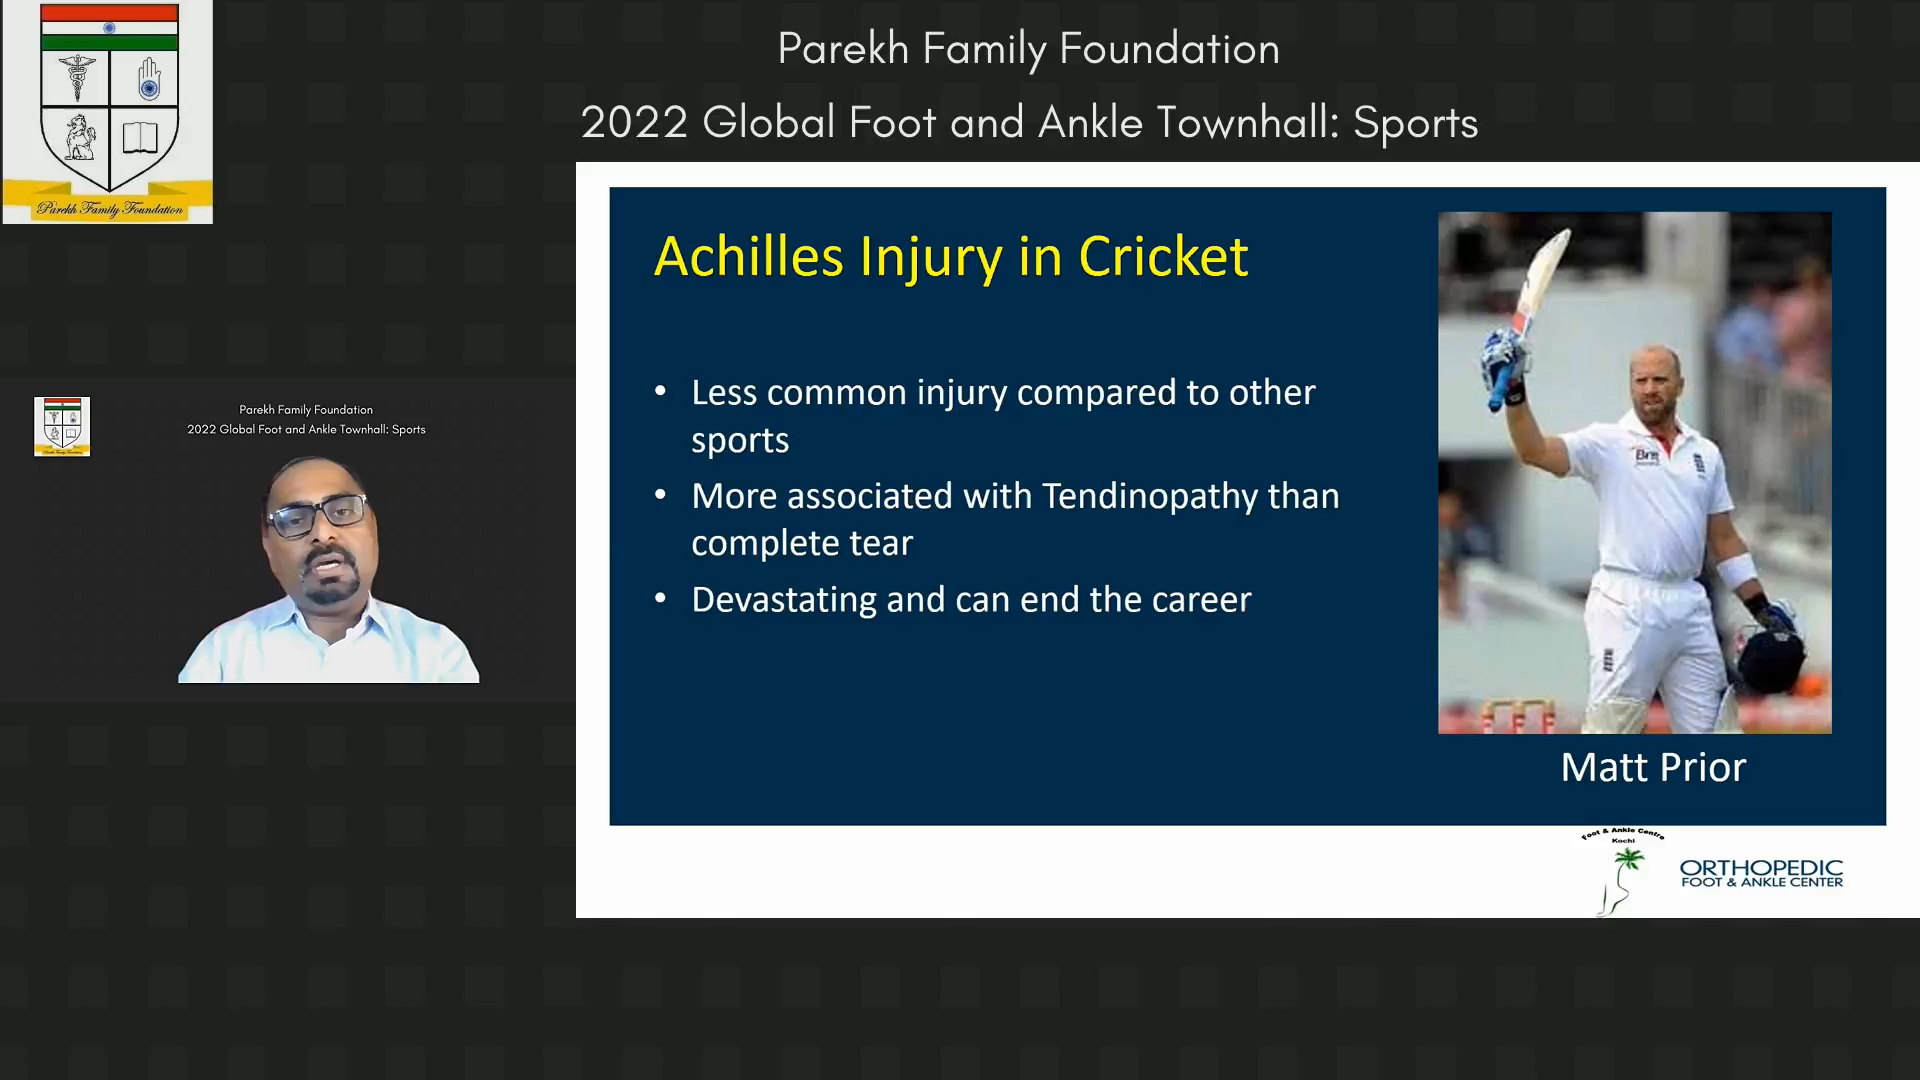 Parekh Family Foundation
2022 Global Foot and Ankle Townhall: Sports
Parekh Family Foundation
Achilles Injury in Cricket
• Less common injury compared to other
sports
• More associated with Tendinopathy than
complete tear
• Devastating and can end the career
Matt Prior
Parekh Family Foundation
2022 Global Foot and Ankle Townhall: Sports
Foot & Ankle Centre
Kochi
ORTHOPEDIC
FOOT & ANKLE CENTER